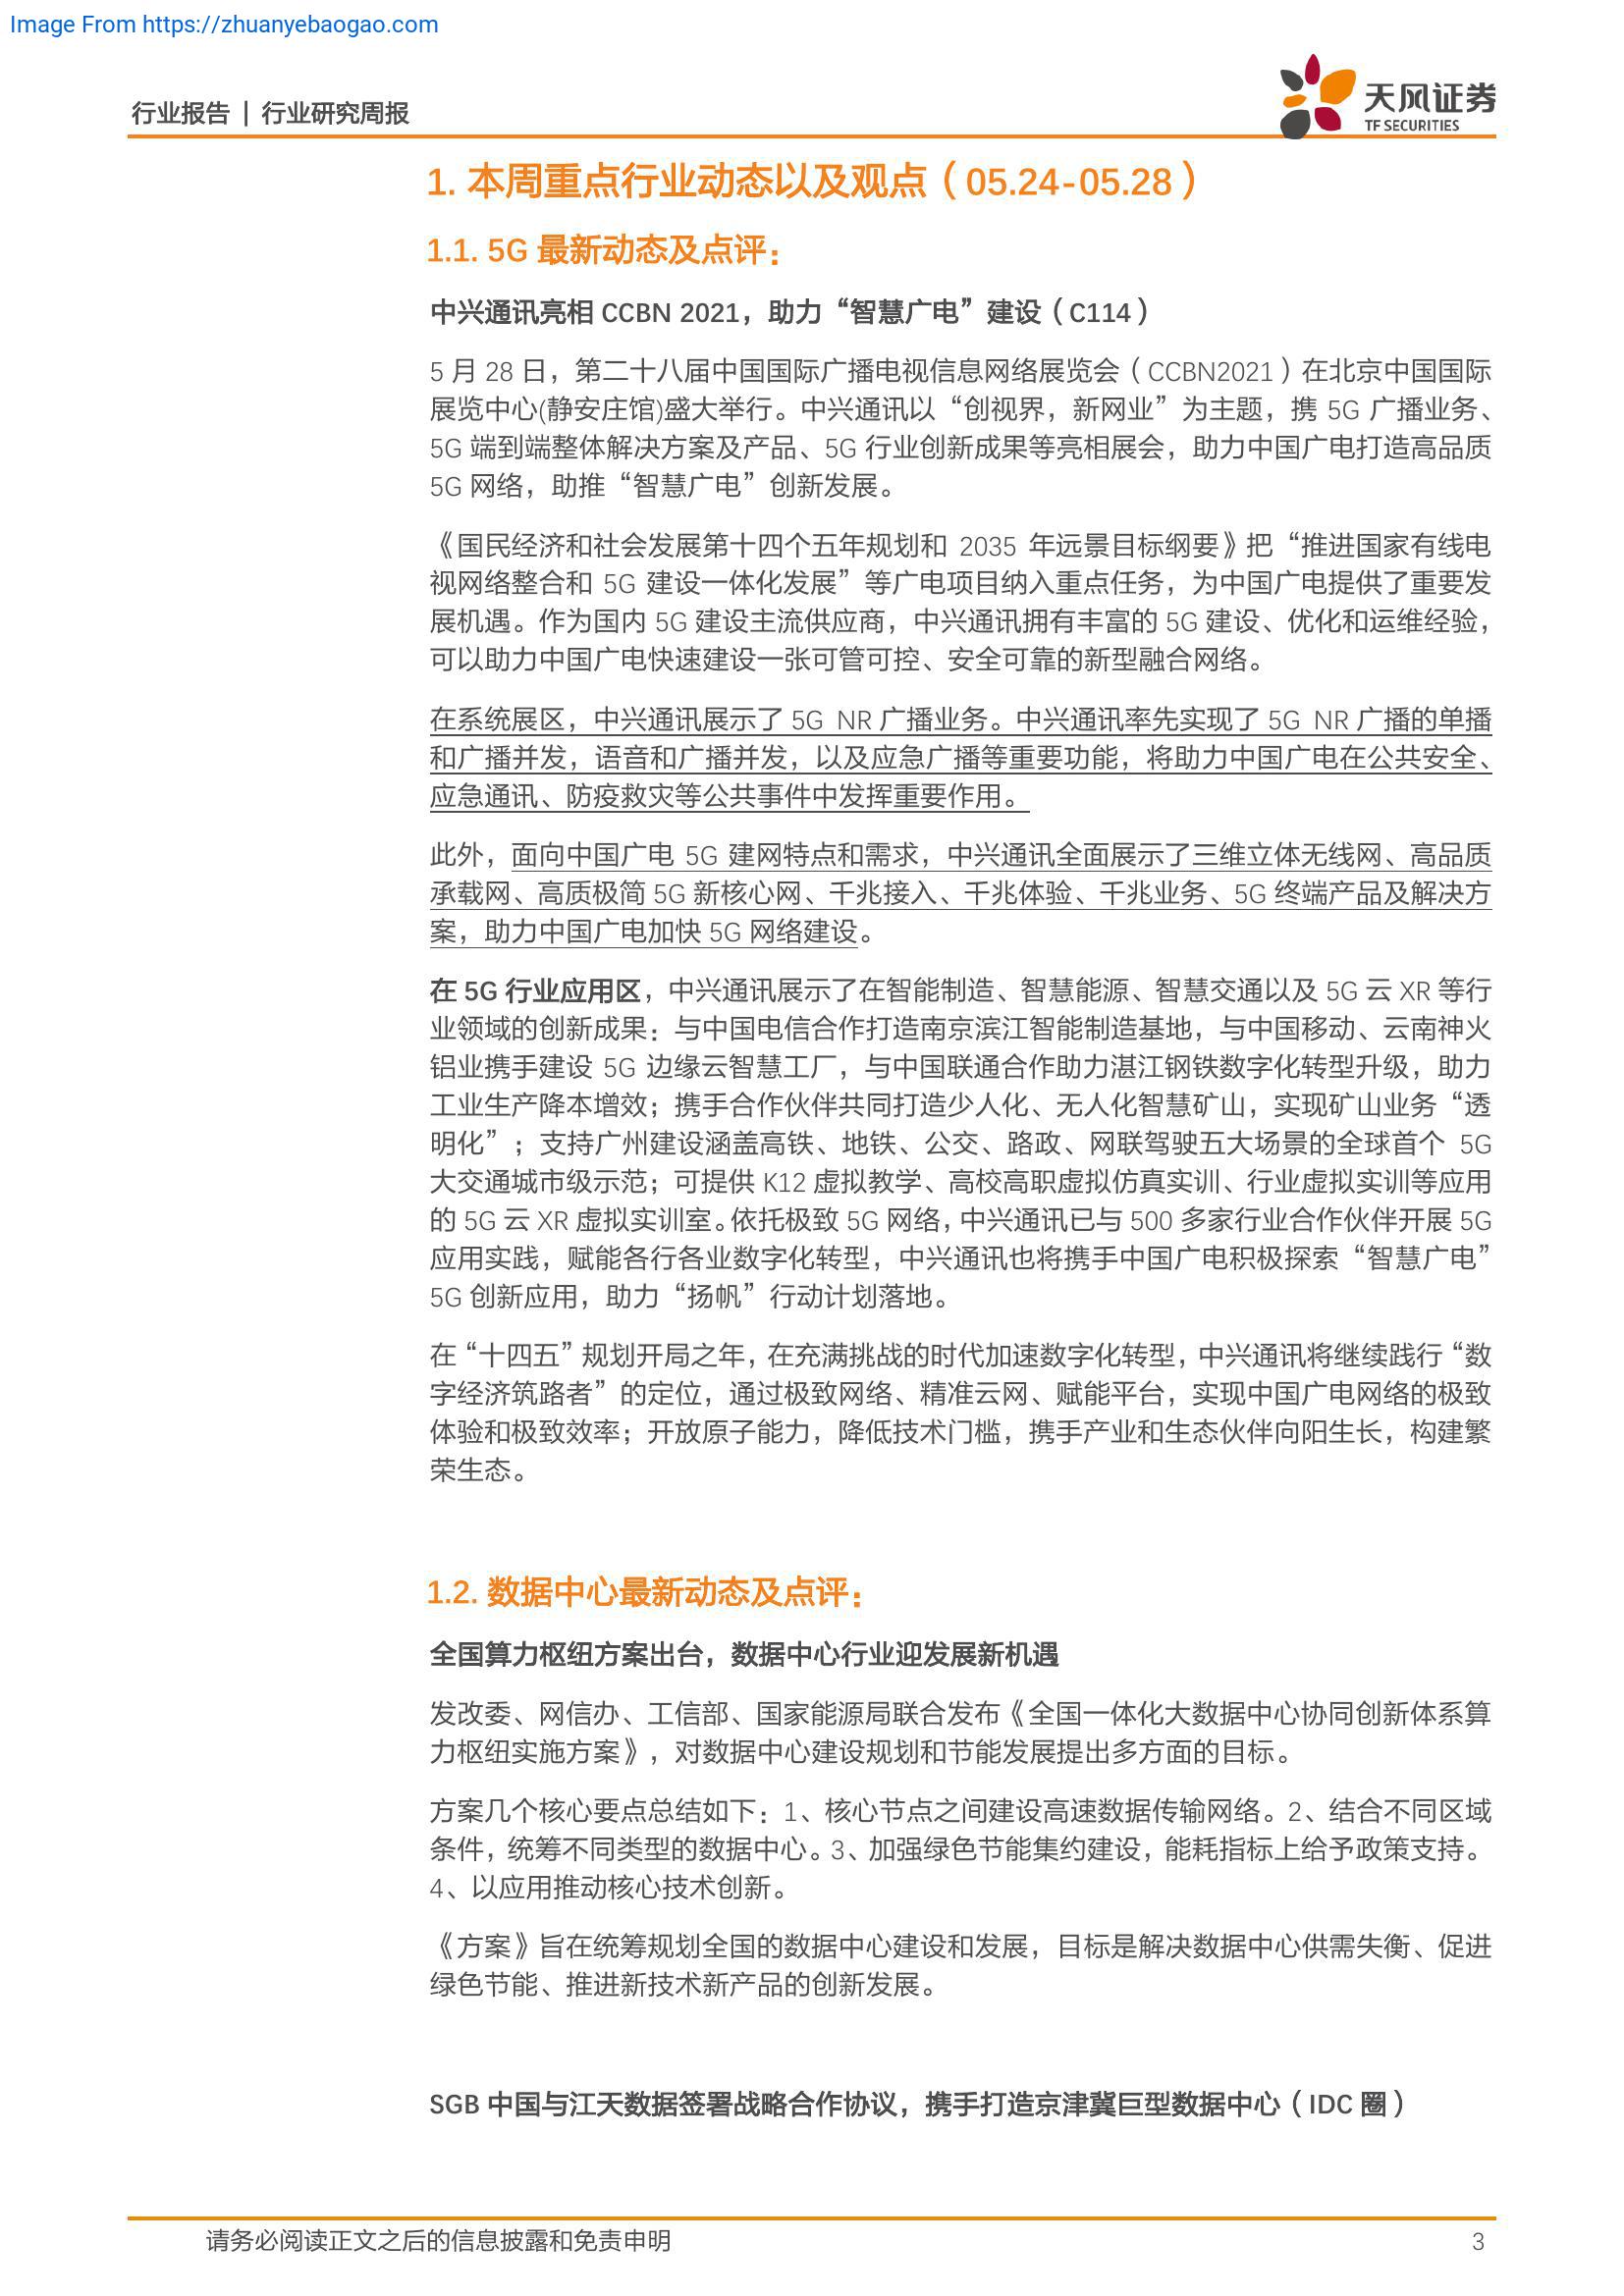 Image From https://zhuanyebaogao.com
行业报告 | 行业研究周报
天风证券
TF SECURITIES
1. 本周重点行业动态以及观点（05.24-05.28）
1.1. 5G 最新动态及点评：
中兴通讯亮相 CCBN 2021，助力“智慧广电”建设（C114）
5 月 28 日，第二十八届中国国际广播电视信息网络展览会（CCBN2021）在北京中国国际
展览中心(静安庄馆)盛大举行。中兴通讯以“创视界，新网业”为主题，携 5G 广播业务、
5G 端到端整体解决方案及产品、5G 行业创新成果等亮相展会，助力中国广电打造高品质
5G 网络，助推“智慧广电”创新发展。
《国民经济和社会发展第十四个五年规划和 2035 年远景目标纲要》把“推进国家有线电
视网络整合和 5G 建设一体化发展”等广电项目纳入重点任务，为中国广电提供了重要发
展机遇。作为国内 5G 建设主流供应商，中兴通讯拥有丰富的 5G 建设、优化和运维经验，
可以助力中国广电快速建设一张可管可控、安全可靠的新型融合网络。
在系统展区，中兴通讯展示了 5G NR 广播业务。中兴通讯率先实现了 5G NR 广播的单播
和广播并发，语音和广播并发，以及应急广播等重要功能，将助力中国广电在公共安全、
应急通讯、防疫救灾等公共事件中发挥重要作用。
此外，面向中国广电 5G 建网特点和需求，中兴通讯全面展示了三维立体无线网、高品质
承载网、高质极简 5G 新核心网、千兆接入、千兆体验、千兆业务、5G 终端产品及解决方
案，助力中国广电加快 5G 网络建设。
在 5G 行业应用区，中兴通讯展示了在智能制造、智慧能源、智慧交通以及 5G 云 XR 等行
业领域的创新成果：与中国电信合作打造南京滨江智能制造基地，与中国移动、云南神火
铝业携手建设 5G 边缘云智慧工厂，与中国联通合作助力湛江钢铁数字化转型升级，助力
工业生产降本增效；携手合作伙伴共同打造少人化、无人化智慧矿山，实现矿山业务“透
明化”；支持广州建设涵盖高铁、地铁、公交、路政、网联驾驶五大场景的全球首个 5G
大交通城市级示范；可提供 K12 虚拟教学、高校高职虚拟仿真实训、行业虚拟实训等应用
的 5G 云 XR 虚拟实训室。依托极致 5G 网络，中兴通讯已与 500 多家行业合作伙伴开展 5G
应用实践，赋能各行各业数字化转型，中兴通讯也将携手中国广电积极探索“智慧广电”
5G 创新应用，助力“扬帆”行动计划落地。
在“十四五”规划开局之年，在充满挑战的时代加速数字化转型，中兴通讯将继续践行“数
字经济筑路者”的定位，通过极致网络、精准云网、赋能平台，实现中国广电网络的极致
体验和极致效率；开放原子能力，降低技术门槛，携手产业和生态伙伴向阳生长，构建繁
荣生态。
1.2. 数据中心最新动态及点评：
全国算力枢纽方案出台，数据中心行业迎发展新机遇
发改委、网信办、工信部、国家能源局联合发布《全国一体化大数据中心协同创新体系算
力枢纽实施方案》，对数据中心建设规划和节能发展提出多方面的目标。
方案几个核心要点总结如下：1、核心节点之间建设高速数据传输网络。2、结合不同区域
条件，统筹不同类型的数据中心。3、加强绿色节能集约建设，能耗指标上给予政策支持。
4、以应用推动核心技术创新。
《方案》旨在统筹规划全国的数据中心建设和发展，目标是解决数据中心供需失衡、促进
绿色节能、推进新技术新产品的创新发展。
SGB 中国与江天数据签署战略合作协议，携手打造京津冀巨型数据中心（IDC 圈）
请务必阅读正文之后的信息披露和免责申明
3